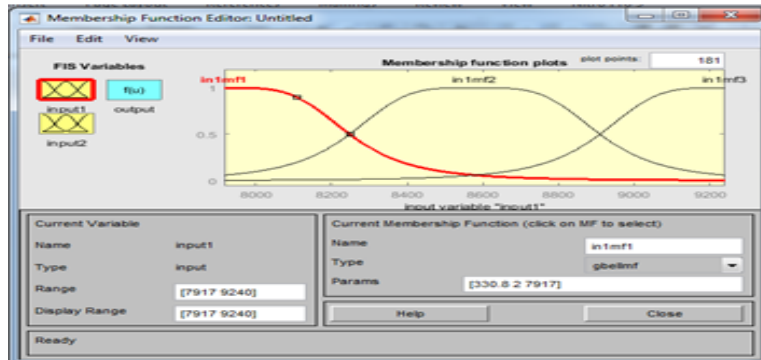 Membership Function Editor: Untitled
File Edit View
FIS Variables
Membership function plots
plot points:
181
f(u)
input1
output
input2
in1mf1
in1mf2
in1mf3
1
0.5
0
8000 8200 8400 8600 8800 9000 9200
input variable "input1"
Current Variable
Name input1
Type input
Range [7917 9240]
Display Range [7917 9240]
Current Membership Function (click on MF to select)
Name in1mf1
Type gbellmf
Params [330.8 2 7917]
Help
Close
Ready